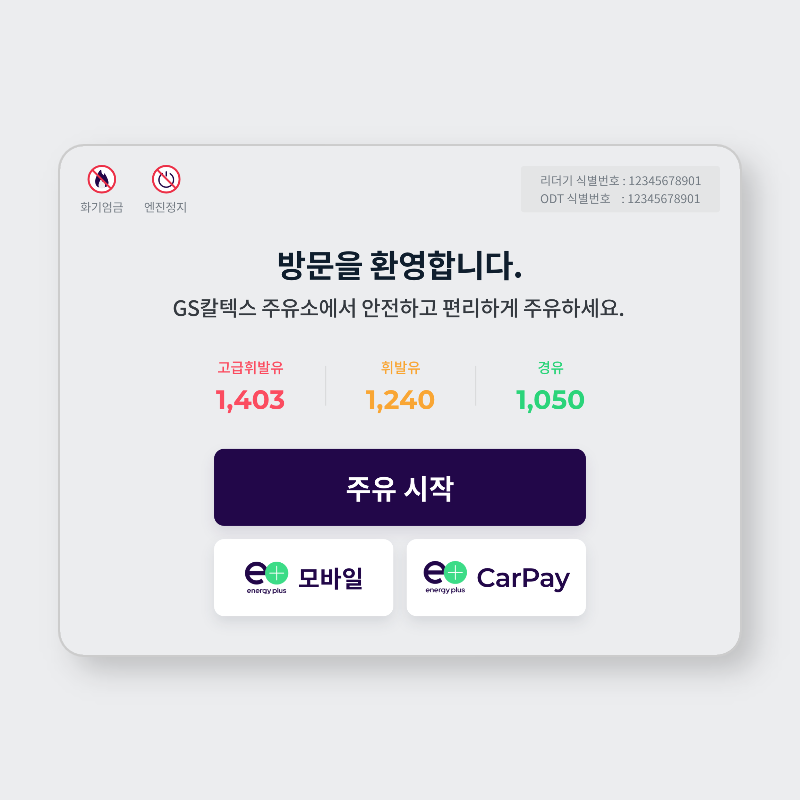 화기엄금
엔진정지
리더기 식별번호 : 12345678901
ODT 식별번호 : 12345678901
방문을 환영합니다.
GS칼텍스 주유소에서 안전하고 편리하게 주유하세요.
고급휘발유
휘발유
경유
1,403
1,240
1,050
주유 시작
e+ energy plus 모바일
e+ energy plus CarPay